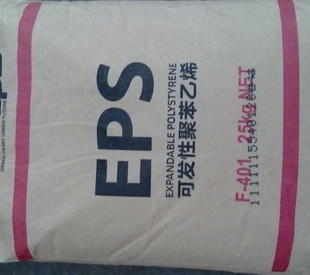 EPS
EXPANDABLE POLYSTYRENE
可发性聚苯乙烯
F-401 25kg NET